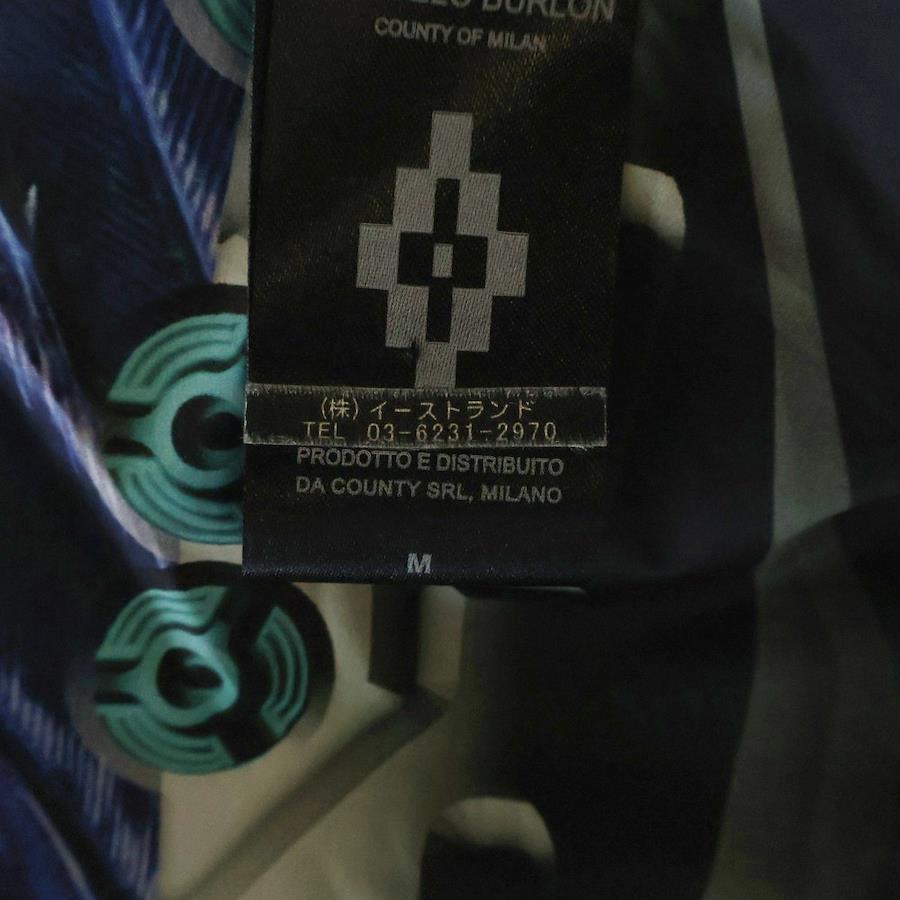 BURLON
COUNTY OF MILAN
(株)イーストランド
TEL 03-6231-2970
PRODOTTO E DISTRIBUITO
DA COUNTY SRL, MILANO
M